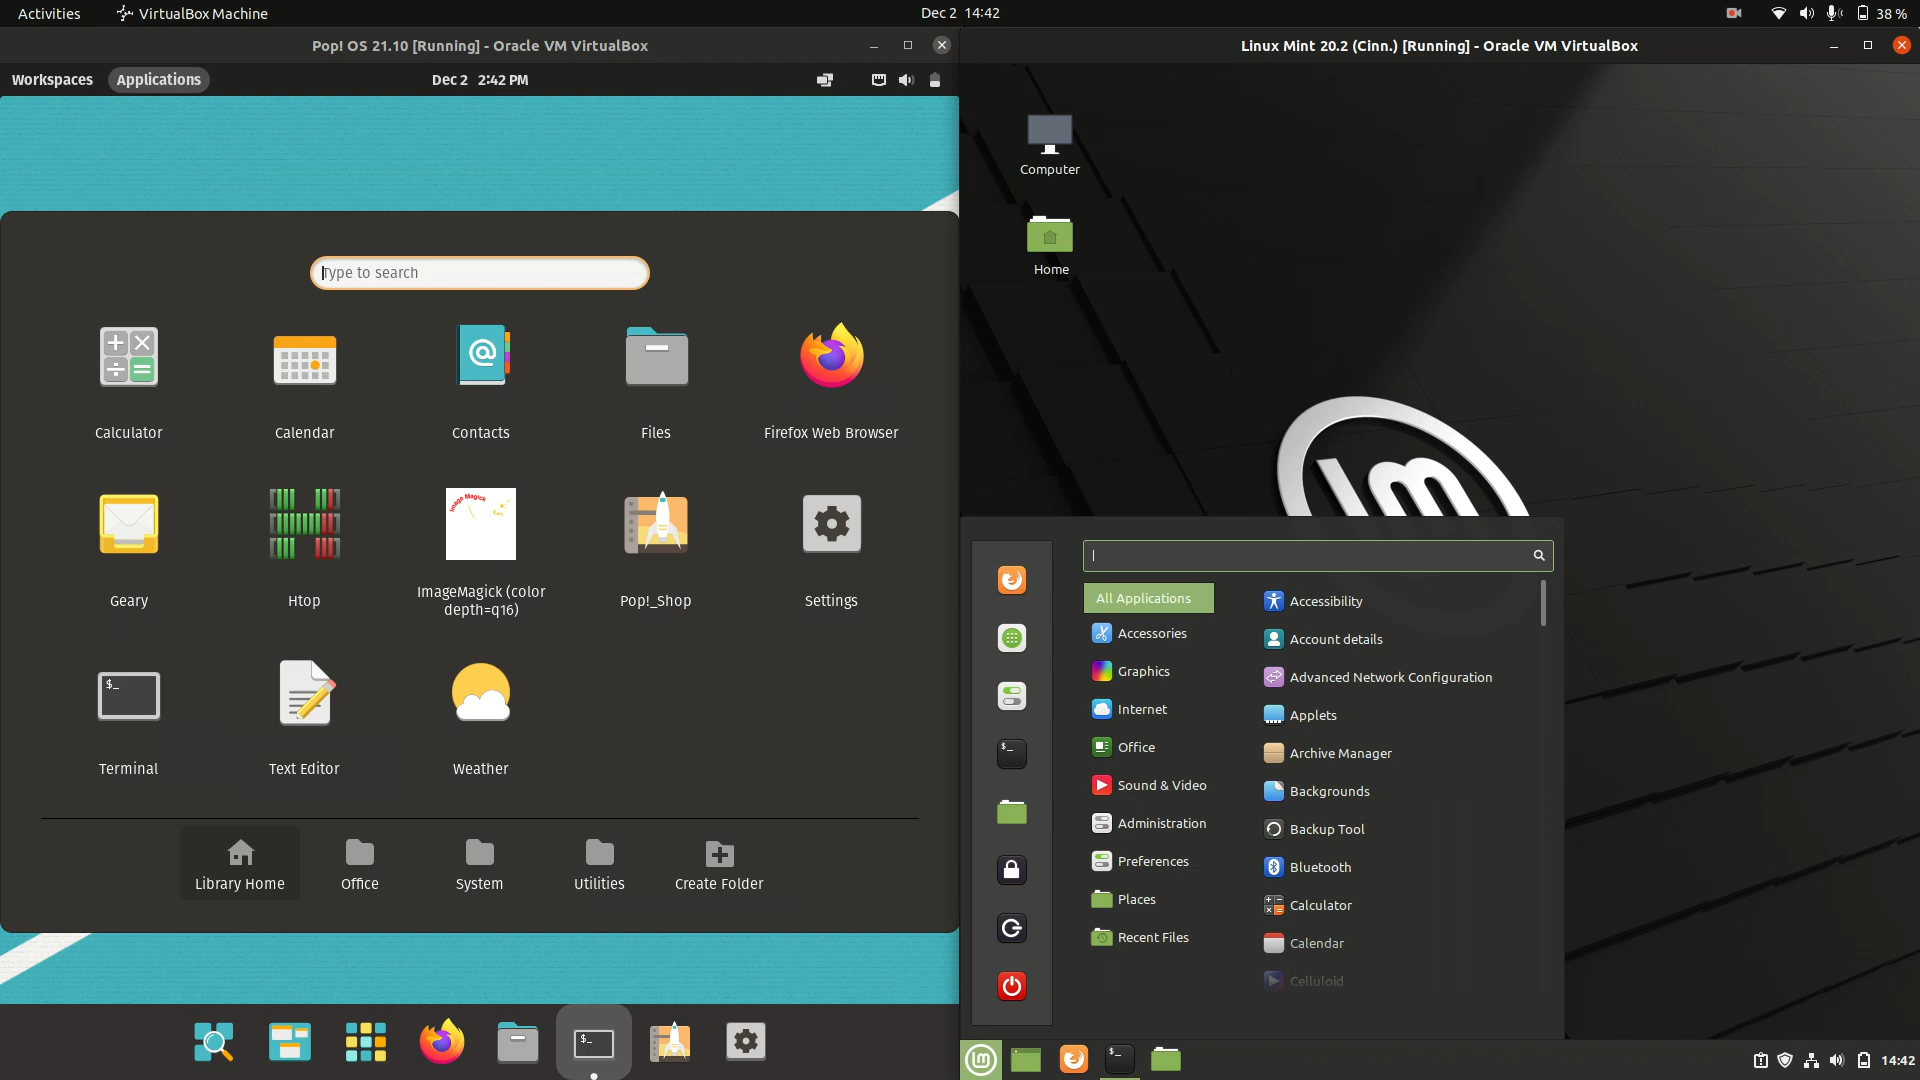 Activities
VirtualBox Machine
Dec 2 14:42
38 %
Pop! OS 21.10 [Running] - Oracle VM VirtualBox
Workspaces
Applications
Dec 2 2:42 PM
Type to search
Calculator
Calendar
Contacts
Files
Firefox Web Browser
Image Magick
Geary
Htop
ImageMagick (color
depth=q16)
Pop!_Shop
Settings
$_
Terminal
Text Editor
Weather
Library Home
Office
System
Utilities
Create Folder
$_
Linux Mint 20.2 (Cinn.) [Running] - Oracle VM VirtualBox
Computer
Home
lm
All Applications
Accessories
Graphics
Internet
Office
Sound & Video
Administration
Preferences
Places
Recent Files
Accessibility
Account details
Advanced Network Configuration
Applets
Archive Manager
Backgrounds
Backup Tool
Bluetooth
Calculator
Calendar
Celluloid
$_
lm
$_
14:42